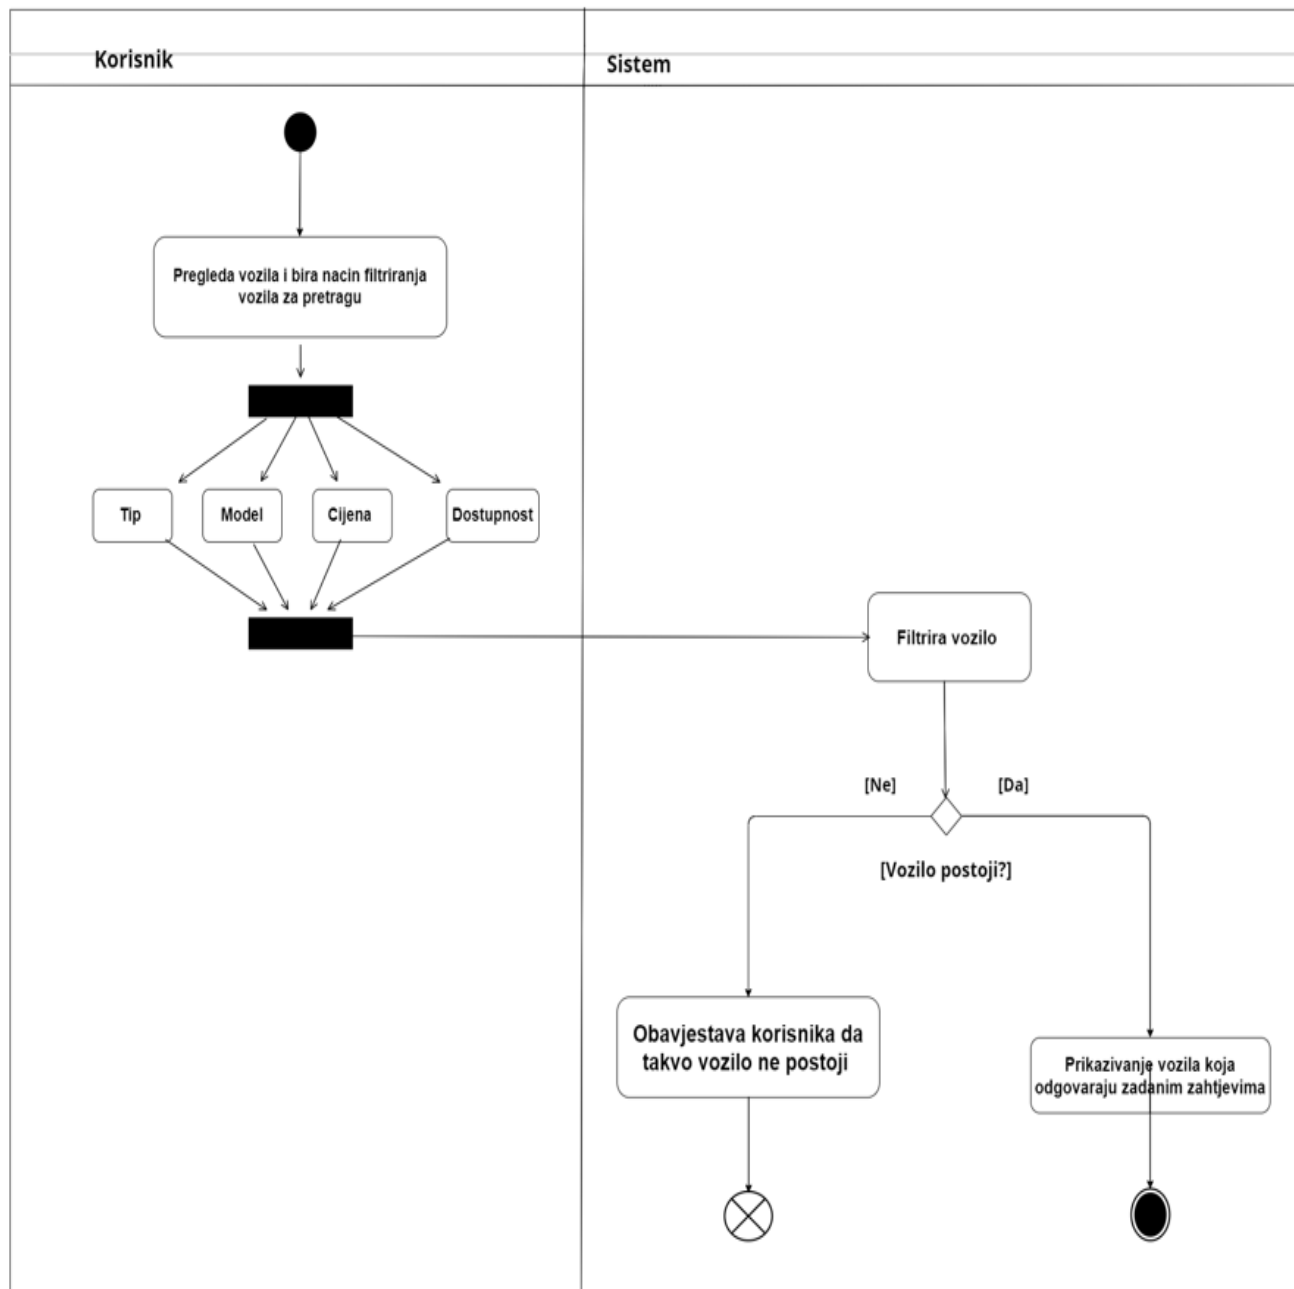 Korisnik
Sistem
Pregleda vozila i bira nacin filtriranja
vozila za pretragu
Tip
Model
Cijena
Dostupnost
Filtrira vozilo
[Ne]
[Da]
[Vozilo postoji?]
Obavjestava korisnika da
takvo vozilo ne postoji
Prikazivanje vozila koja
odgovaraju zadanim zahtjevima